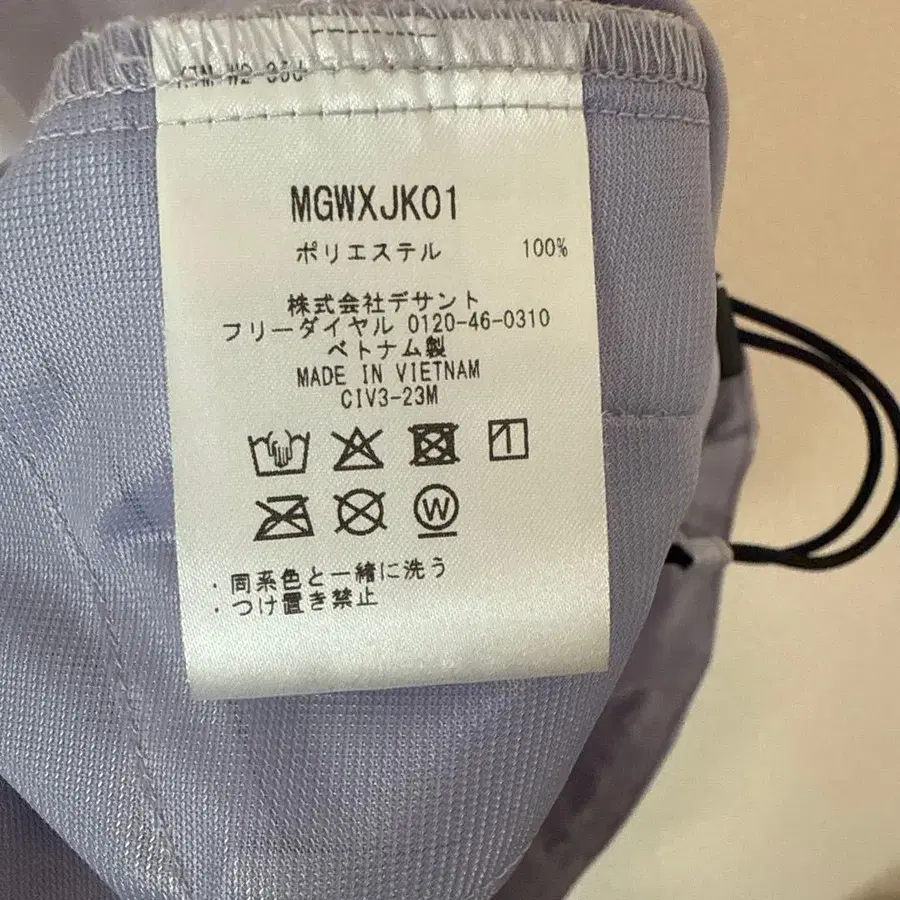 MGWXJK01
ポリエステル 100%
株式会社デサント
フリーダイヤル 0120-46-0310
ベトナム製
MADE IN VIETNAM
CIV3-23M
W
・同系色と一緒に洗う
・つけ置き禁止